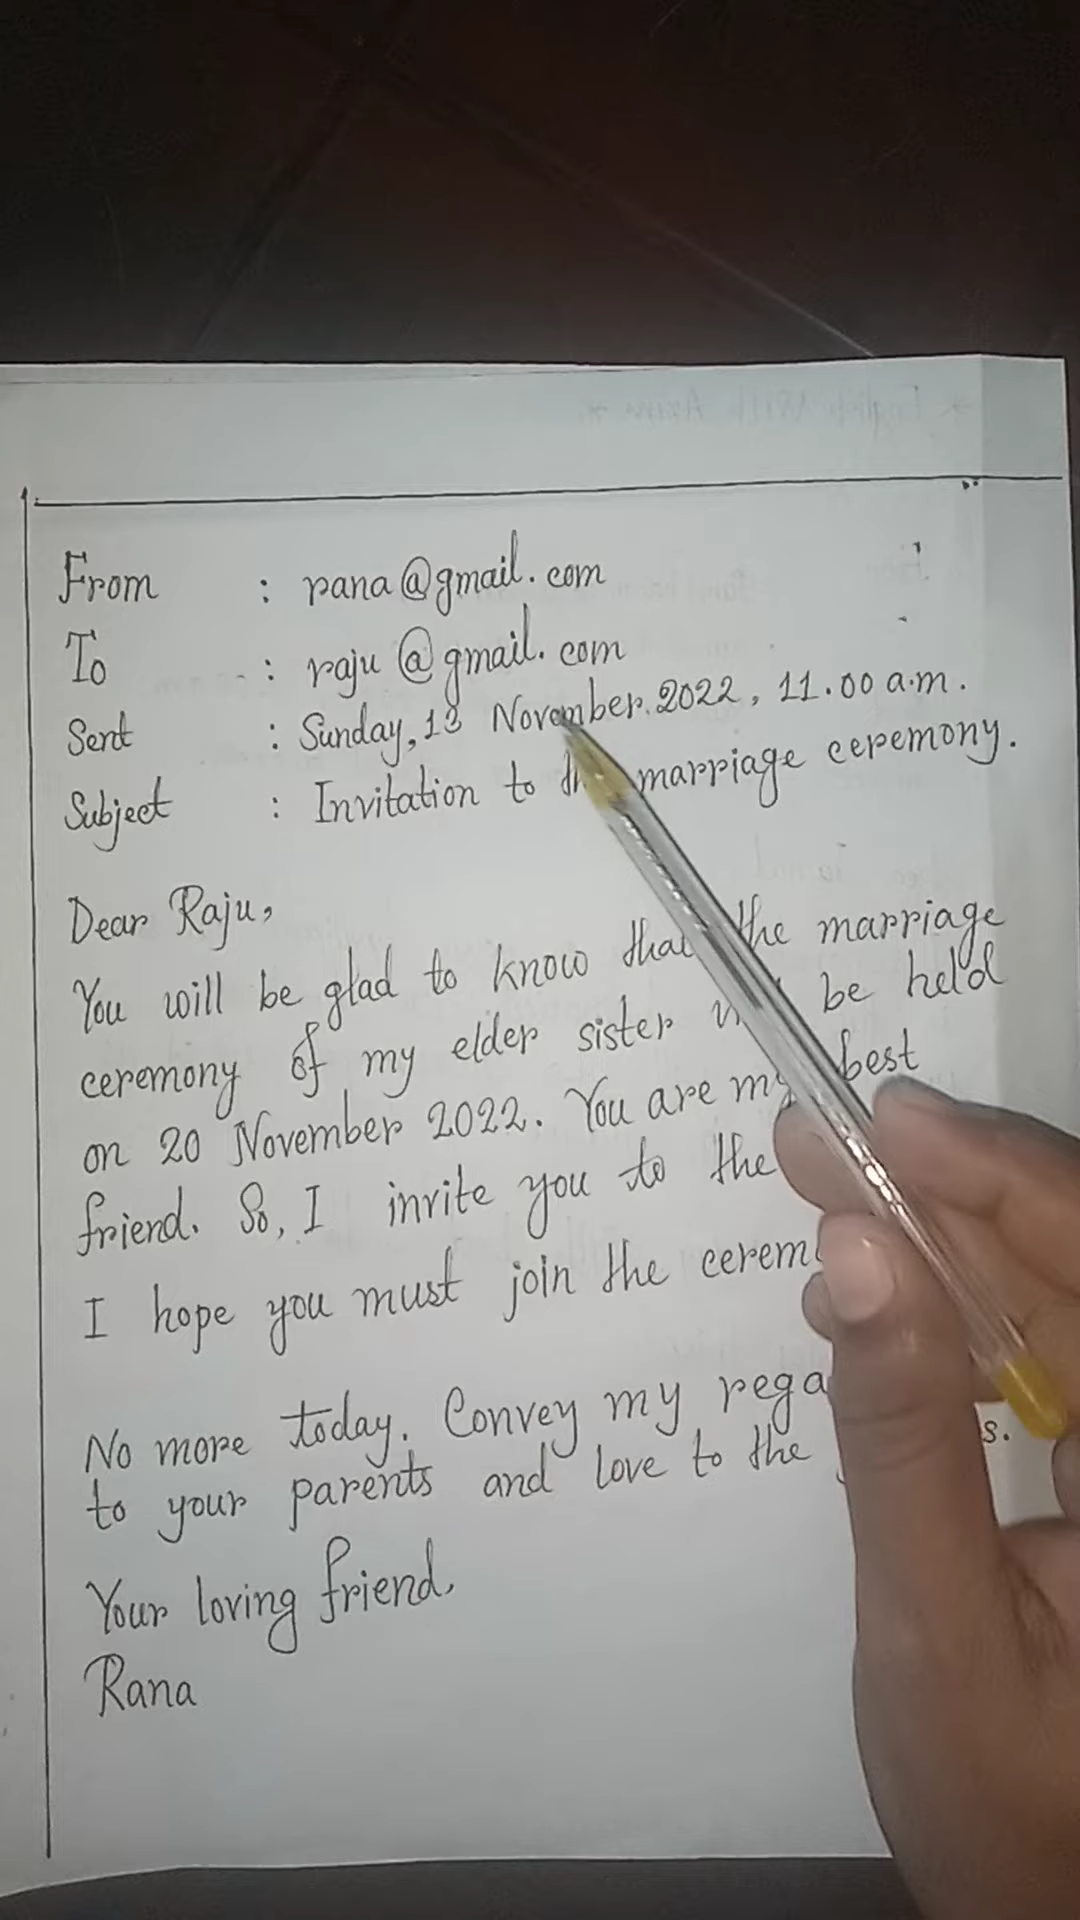 From : rana@gmail.com
To : raju@gmail.com
Sent : Sunday, 13 November. 2022, 11.00 a.m.
Subject : Invitation to the marriage ceremony.
Dear Raju,
You will be glad to know that the marriage
ceremony of my elder sister be held
on 20 November 2022. You are my best
friend. So, I invite you to the
I hope you must join the
No more today. Convey my
to your parents and love to the
Your loving friend,
Rana